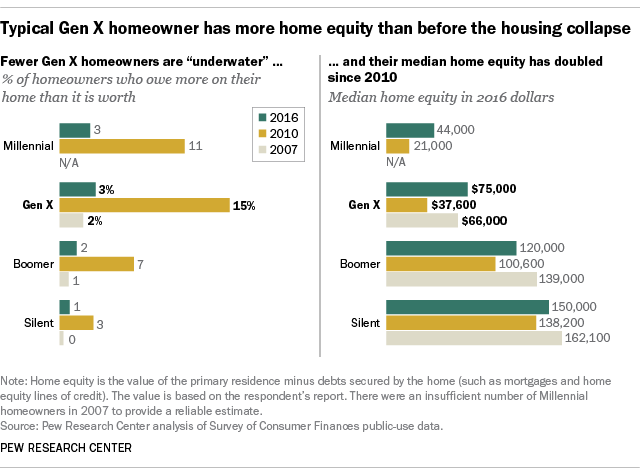 Typical Gen X homeowner has more home equity than before the housing collapse
Fewer Gen X homeowners are “underwater” ...
% of homeowners who owe more on their
home than it is worth
2016
2010
2007
Millennial
3
11
N/A
Gen X
3%
15%
2%
Boomer
2
7
1
Silent
1
3
0
... and their median home equity has doubled
since 2010
Median home equity in 2016 dollars
Millennial
44,000
21,000
N/A
Gen X
$75,000
$37,600
$66,000
Boomer
120,000
100,600
139,000
Silent
150,000
138,200
162,100
Note: Home equity is the value of the primary residence minus debts secured by the home (such as mortgages and home
equity lines of credit). The value is based on the respondent’s report. There were an insufficient number of Millennial
homeowners in 2007 to provide a reliable estimate.
Source: Pew Research Center analysis of Survey of Consumer Finances public-use data.
PEW RESEARCH CENTER